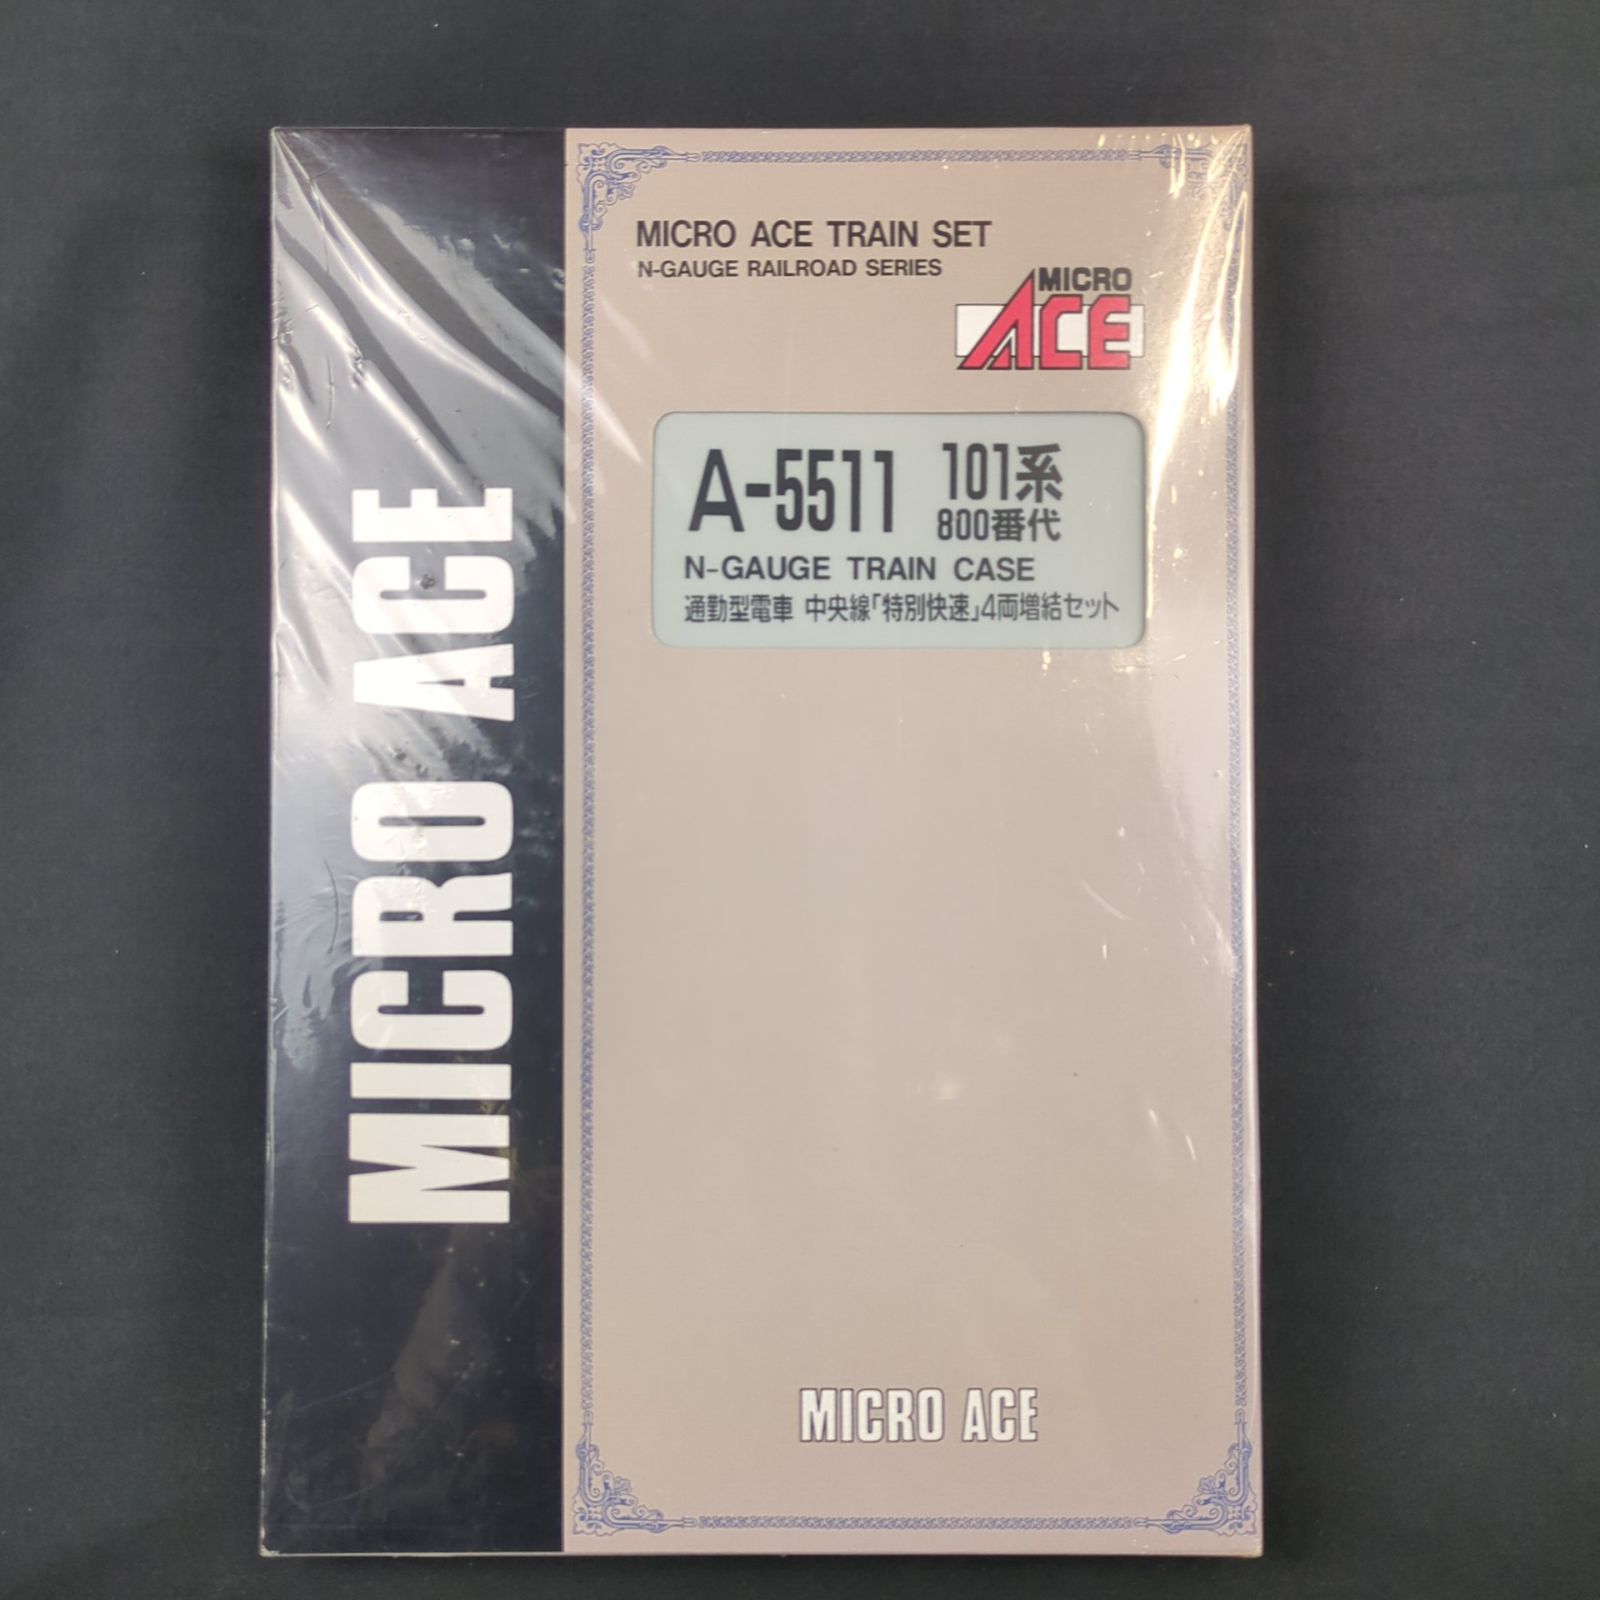 MICRO ACE
MICRO ACE TRAIN SET
N-GAUGE RAILROAD SERIES
MICRO
ACE
A-5511 101系
800番代
N-GAUGE TRAIN CASE
通勤型電車 中央線「特別快速」4両増結セット
MICRO ACE